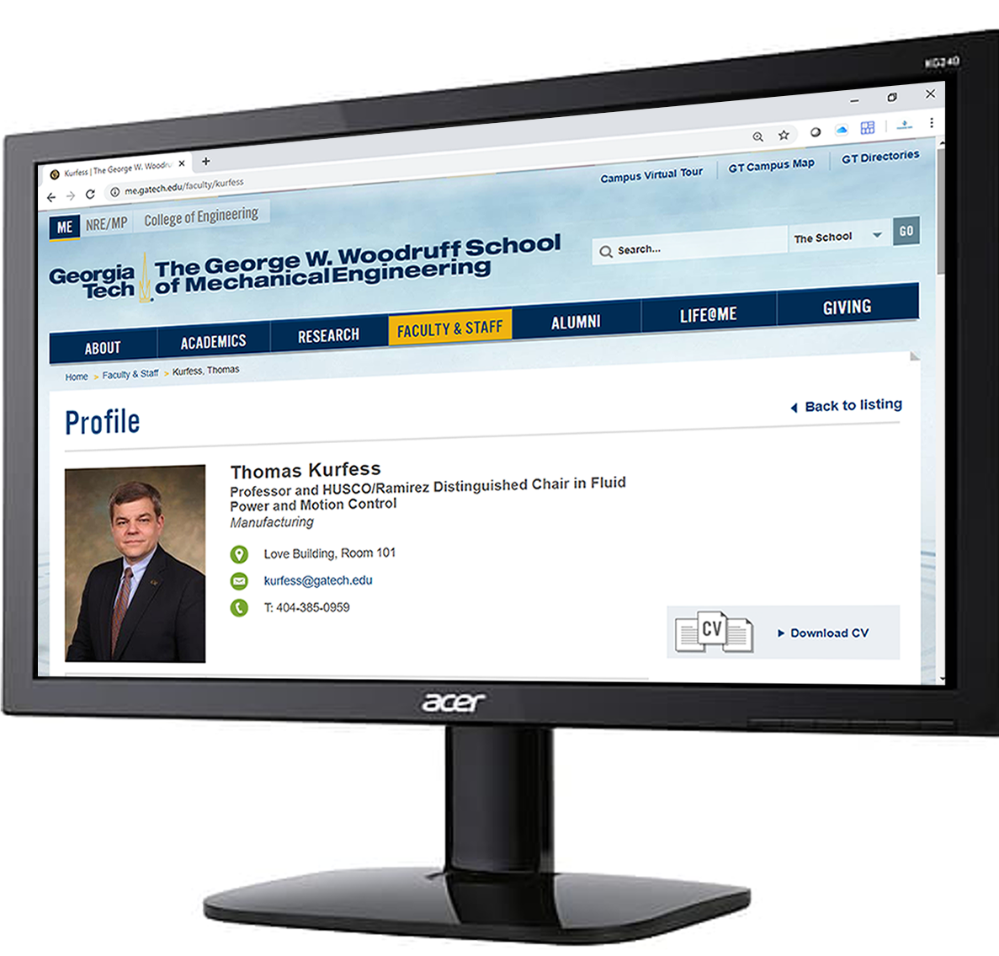 KG240
Kurfess | The George W. Woodru
me.gatech.edu/faculty/kurfess
Campus Virtual Tour
GT Campus Map
GT Directories
ME
NRE/MP
College of Engineering
Georgia
Tech
The George W. Woodruff School
of Mechanical Engineering
Search...
The School
GO
ABOUT
ACADEMICS
RESEARCH
FACULTY & STAFF
ALUMNI
LIFE@ME
GIVING
Home > Faculty & Staff > Kurfess, Thomas
Profile
Back to listing
Thomas Kurfess
Professor and HUSCO/Ramirez Distinguished Chair in Fluid
Power and Motion Control
Manufacturing
Love Building, Room 101
kurfess@gatech.edu
T: 404-385-0959
CV
Download CV
acer